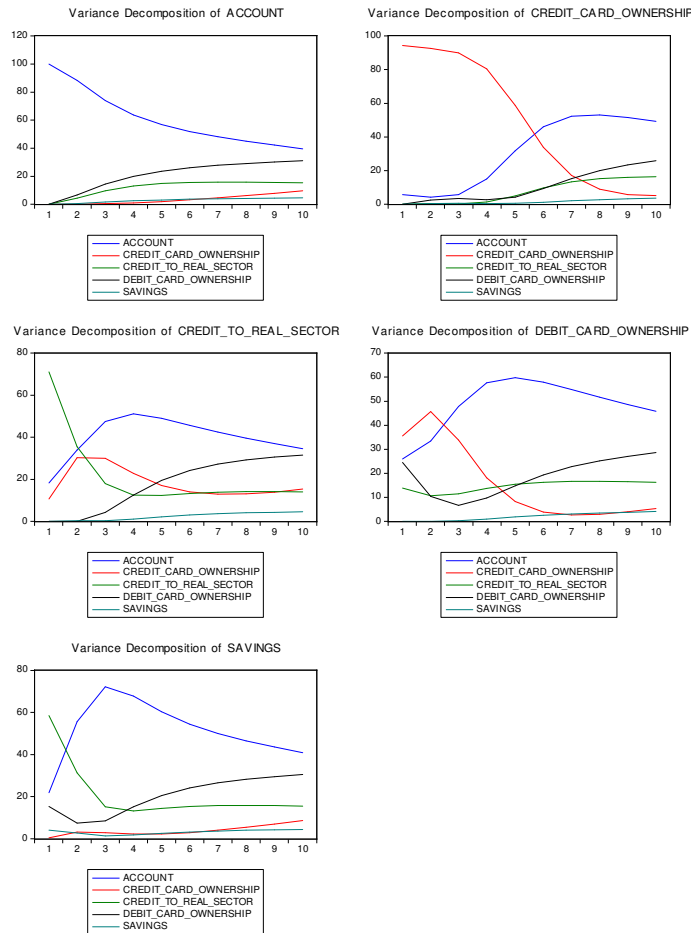 Variance Decomposition of ACCOUNT
120
100
80
60
40
20
0
1 2 3 4 5 6 7 8 9 10
ACCOUNT
CREDIT_CARD_OWNERSHIP
CREDIT_TO_REAL_SECTOR
DEBIT_CARD_OWNERSHIP
SAVINGS
Variance Decomposition of CREDIT_CARD_OWNERSHIP
100
80
60
40
20
0
1 2 3 4 5 6 7 8 9 10
ACCOUNT
CREDIT_CARD_OWNERSHIP
CREDIT_TO_REAL_SECTOR
DEBIT_CARD_OWNERSHIP
SAVINGS
Variance Decomposition of CREDIT_TO_REAL_SECTOR
80
60
40
20
0
1 2 3 4 5 6 7 8 9 10
ACCOUNT
CREDIT_CARD_OWNERSHIP
CREDIT_TO_REAL_SECTOR
DEBIT_CARD_OWNERSHIP
SAVINGS
Variance Decomposition of DEBIT_CARD_OWNERSHIP
70
60
50
40
30
20
10
0
1 2 3 4 5 6 7 8 9 10
ACCOUNT
CREDIT_CARD_OWNERSHIP
CREDIT_TO_REAL_SECTOR
DEBIT_CARD_OWNERSHIP
SAVINGS
Variance Decomposition of SAVINGS
80
60
40
20
0
1 2 3 4 5 6 7 8 9 10
ACCOUNT
CREDIT_CARD_OWNERSHIP
CREDIT_TO_REAL_SECTOR
DEBIT_CARD_OWNERSHIP
SAVINGS